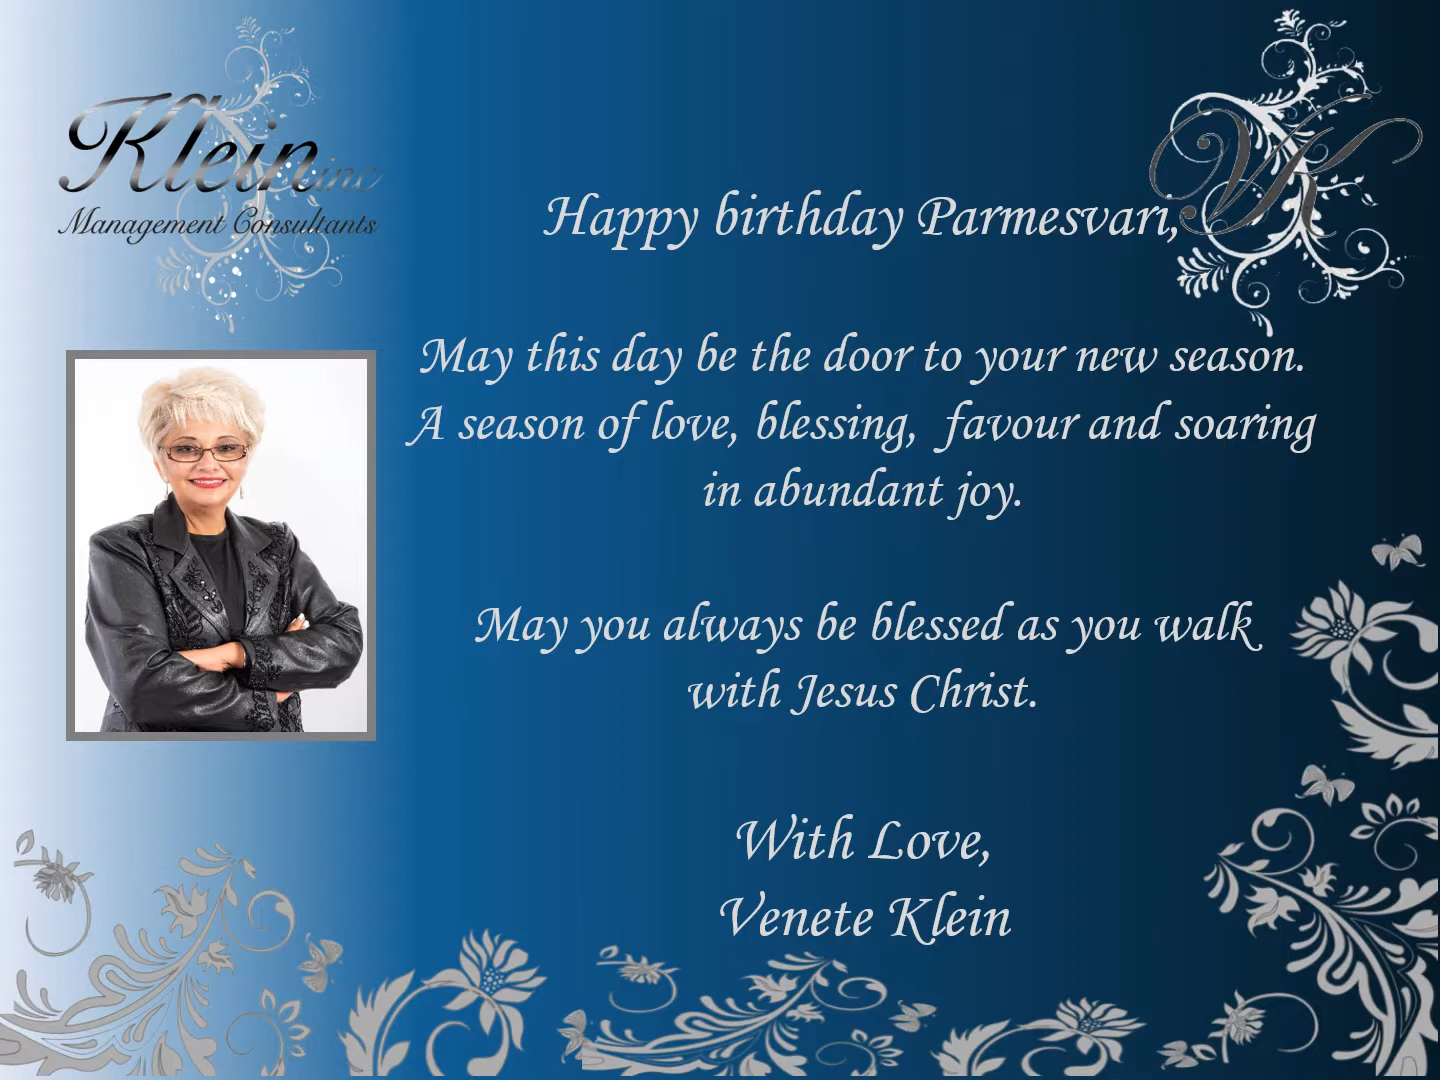 Klein inc
Management Consultants
VK
Happy birthday Parmesvari,
May this day be the door to your new season.
A season of love, blessing, favour and soaring
in abundant joy.
May you always be blessed as you walk
with Jesus Christ.
With Love,
Venete Klein